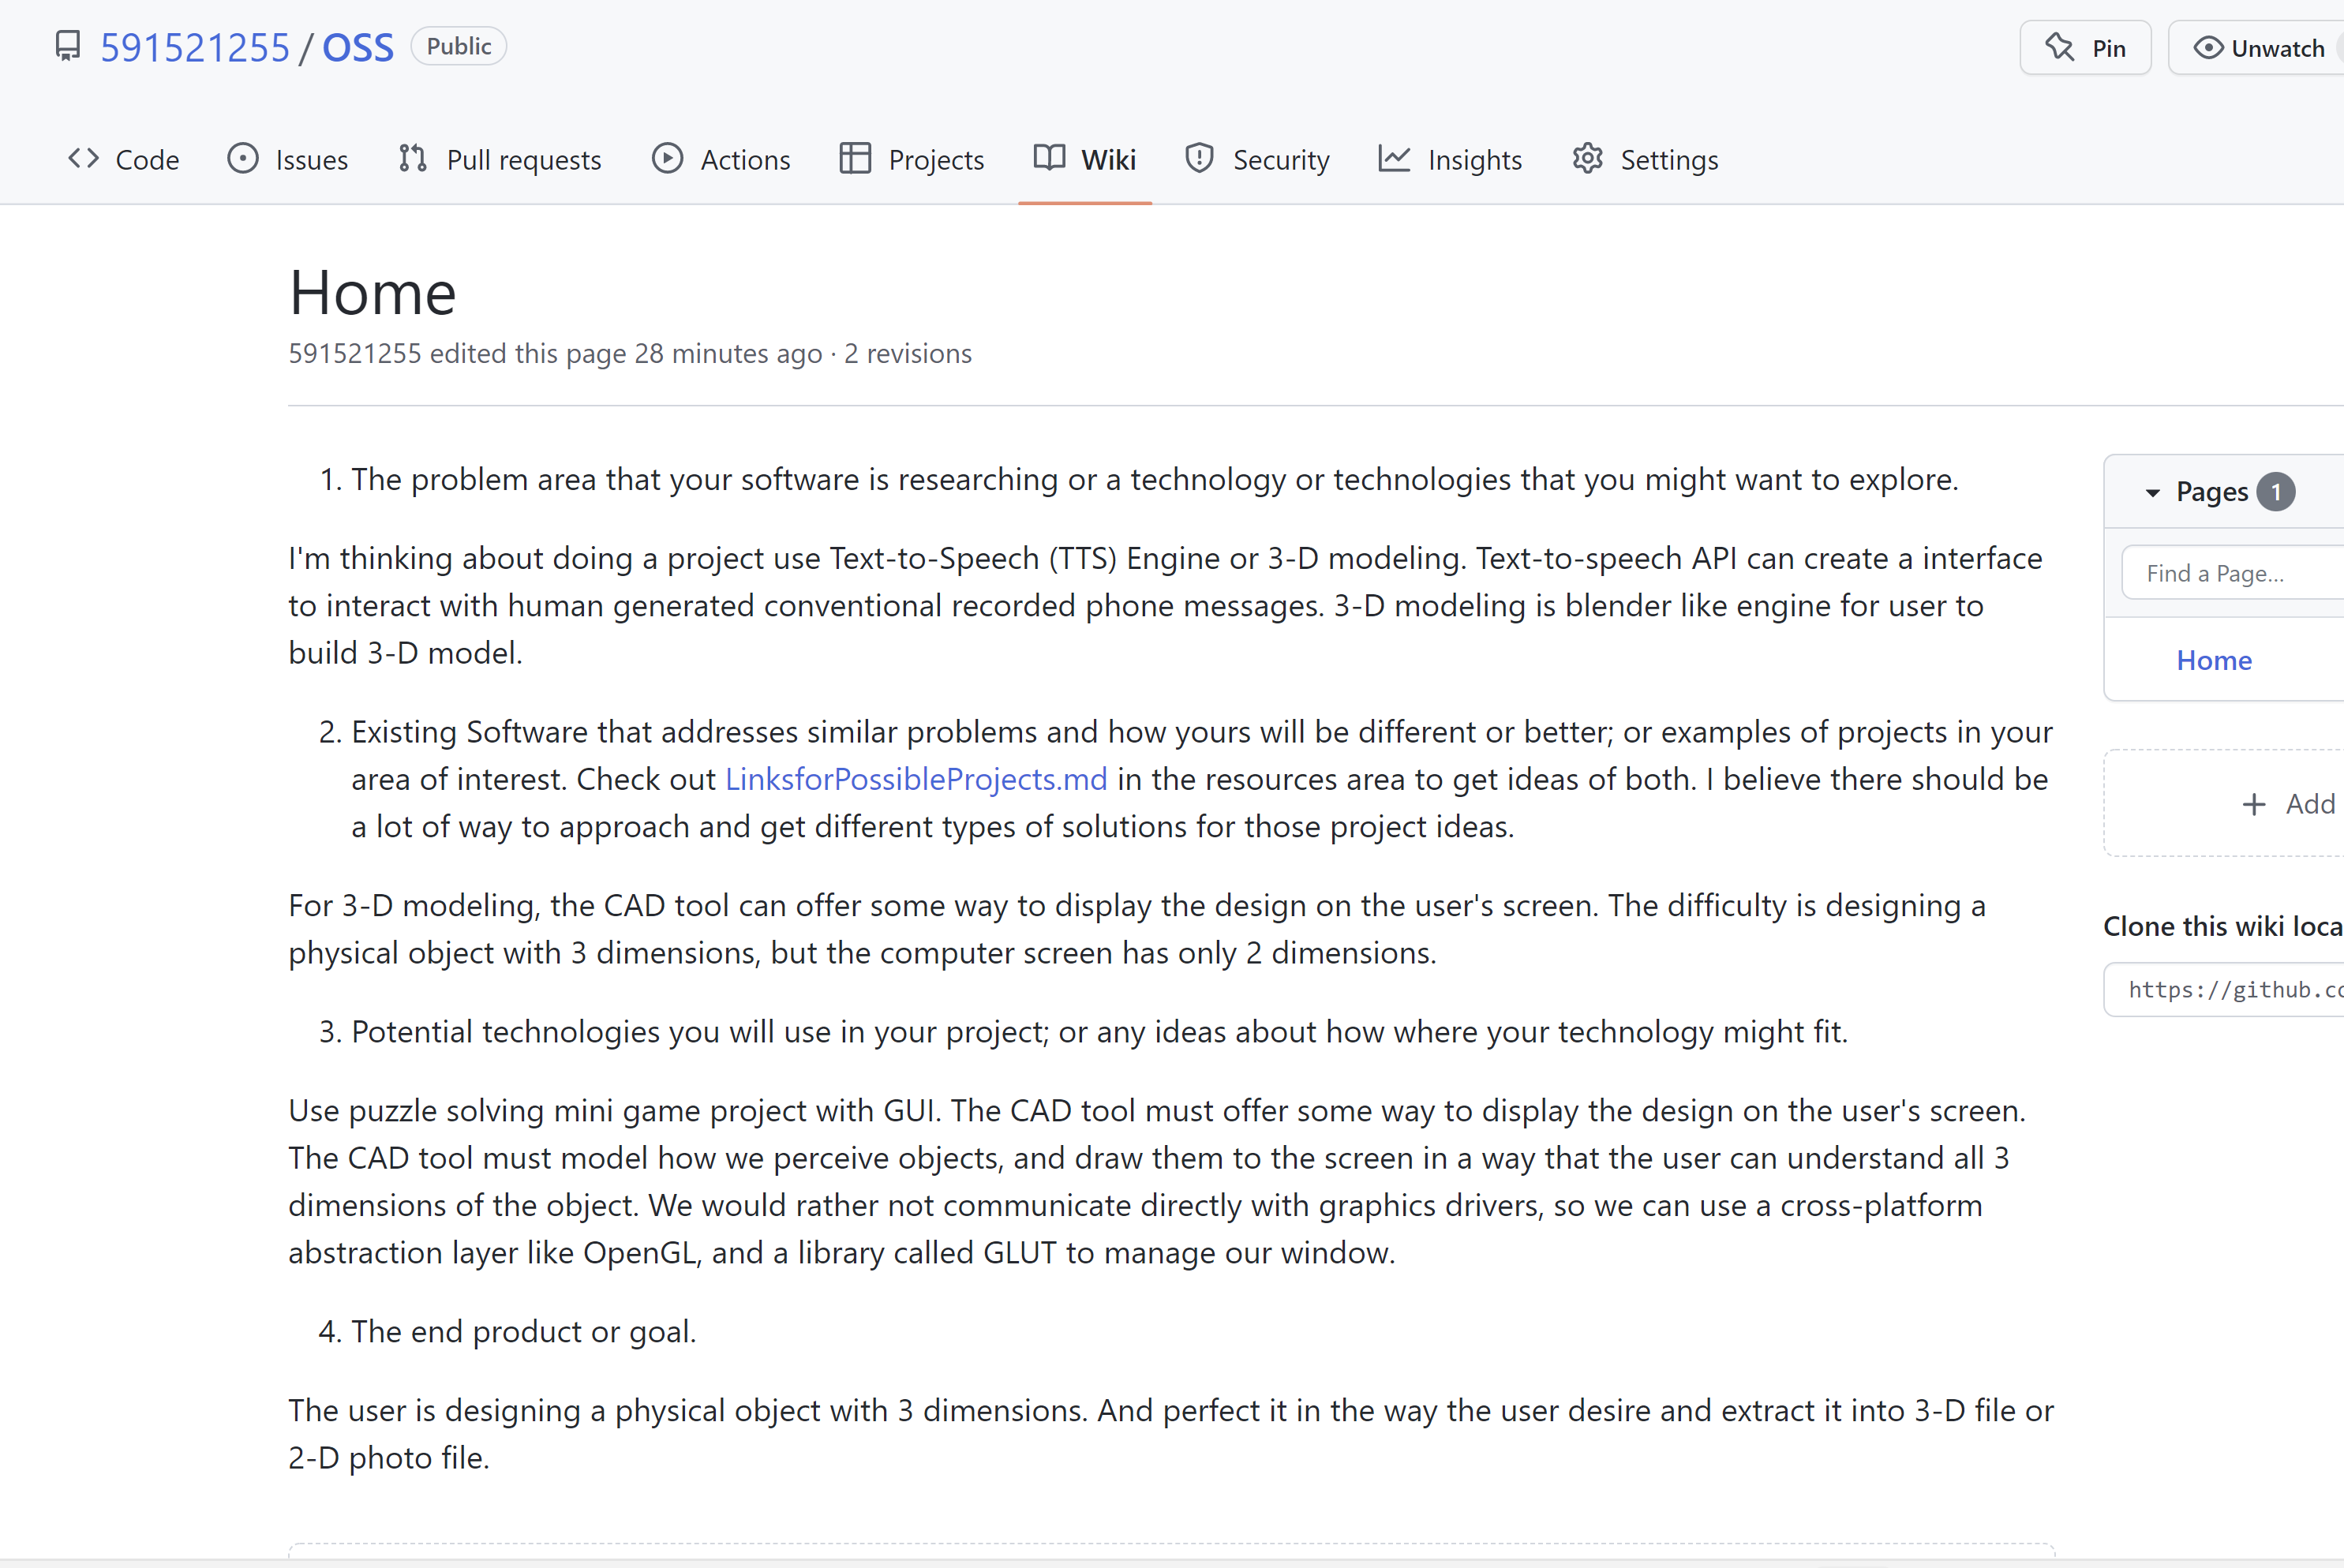 591521255 / OSS Public
Pin
Unwatch
Code Issues Pull requests Actions Projects Wiki Security Insights Settings
Home
591521255 edited this page 28 minutes ago · 2 revisions
1. The problem area that your software is researching or a technology or technologies that you might want to explore.
I'm thinking about doing a project use Text-to-Speech (TTS) Engine or 3-D modeling. Text-to-speech API can create a interface
to interact with human generated conventional recorded phone messages. 3-D modeling is blender like engine for user to
build 3-D model.
2. Existing Software that addresses similar problems and how yours will be different or better; or examples of projects in your
area of interest. Check out LinksforPossibleProjects.md in the resources area to get ideas of both. I believe there should be
a lot of way to approach and get different types of solutions for those project ideas.
For 3-D modeling, the CAD tool can offer some way to display the design on the user's screen. The difficulty is designing a
physical object with 3 dimensions, but the computer screen has only 2 dimensions.
3. Potential technologies you will use in your project; or any ideas about how where your technology might fit.
Use puzzle solving mini game project with GUI. The CAD tool must offer some way to display the design on the user's screen.
The CAD tool must model how we perceive objects, and draw them to the screen in a way that the user can understand all 3
dimensions of the object. We would rather not communicate directly with graphics drivers, so we can use a cross-platform
abstraction layer like OpenGL, and a library called GLUT to manage our window.
4. The end product or goal.
The user is designing a physical object with 3 dimensions. And perfect it in the way the user desire and extract it into 3-D file or
2-D photo file.
Pages 1
Find a Page...
Home
+ Add
Clone this wiki loca
https://github.co